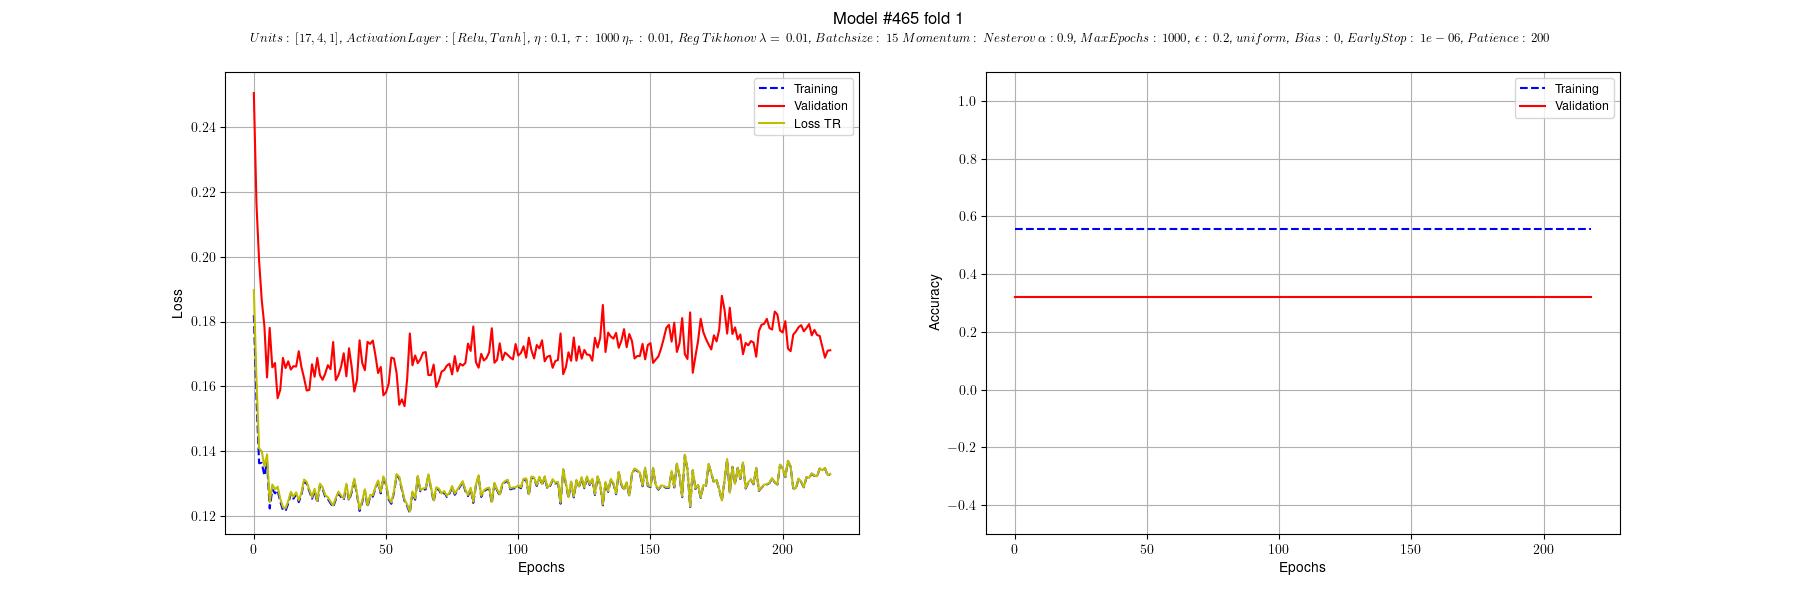 Model #465 fold 1
Units : [17, 4, 1], ActivationLayer : [Relu, Tanh], η : 0.1, τ : 1000 ητ : 0.01, Reg Tikhonov λ = 0.01, Batchsize : 15 Momentum : Nesterov α : 0.9, MaxEpochs : 1000, ϵ : 0.2, uniform, Bias : 0, EarlyStop : 1e − 06, Patience : 200
Loss
0.24
0.22
0.20
0.18
0.16
0.14
0.12
Training
Validation
Loss TR
0 50 100 150 200
Epochs
Accuracy
1.0
0.8
0.6
0.4
0.2
0.0
−0.2
−0.4
Training
Validation
0 50 100 150 200
Epochs